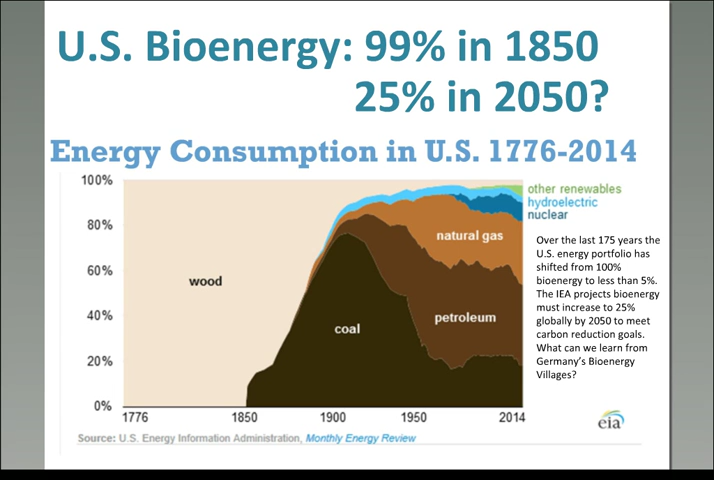 U.S. Bioenergy: 99% in 1850
25% in 2050?
Energy Consumption in U.S. 1776-2014
100%
80%
60%
40%
20%
0%
wood
coal
natural gas
petroleum
other renewables
hydroelectric
nuclear
1776
1850
1900
1950
2014
Over the last 175 years the
U.S. energy portfolio has
shifted from 100%
bioenergy to less than 5%.
The IEA projects bioenergy
must increase to 25%
globally by 2050 to meet
carbon reduction goals.
What can we learn from
Germany's Bioenergy
Villages?
eia
Source: U.S. Energy Information Administration, Monthly Energy Review